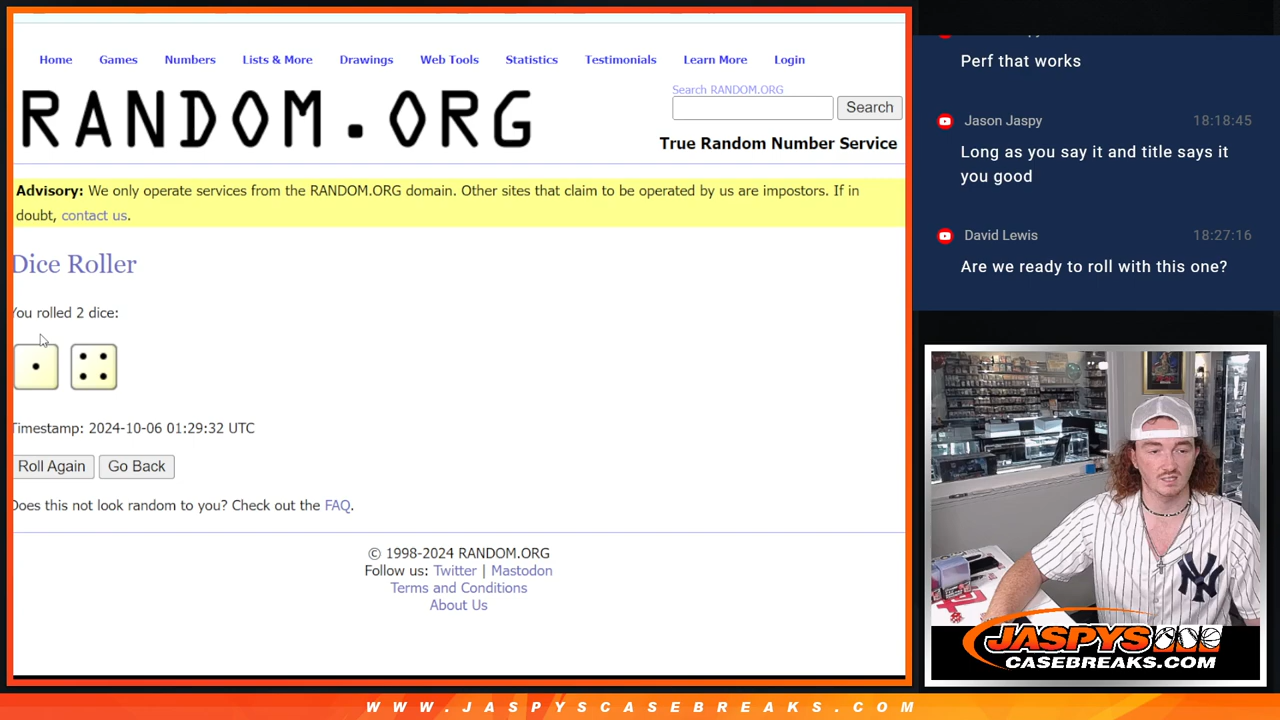 Home Games Numbers Lists & More Drawings Web Tools Statistics Testimonials Learn More Login
RANDOM.ORG
Search RANDOM.ORG
Search
True Random Number Service
Advisory: We only operate services from the RANDOM.ORG domain. Other sites that claim to be operated by us are impostors. If in
doubt, contact us.
Dice Roller
You rolled 2 dice:
Timestamp: 2024-10-06 01:29:32 UTC
Roll Again Go Back
Does this not look random to you? Check out the FAQ.
© 1998-2024 RANDOM.ORG
Follow us: Twitter | Mastodon
Terms and Conditions
About Us
Perf that works
Jason Jaspy 18:18:45
Long as you say it and title says it
you good
David Lewis 18:27:16
Are we ready to roll with this one?
NY
JASPYS
CASEBREAKS.COM
WWW.JASPYSCASEBREAKS.COM